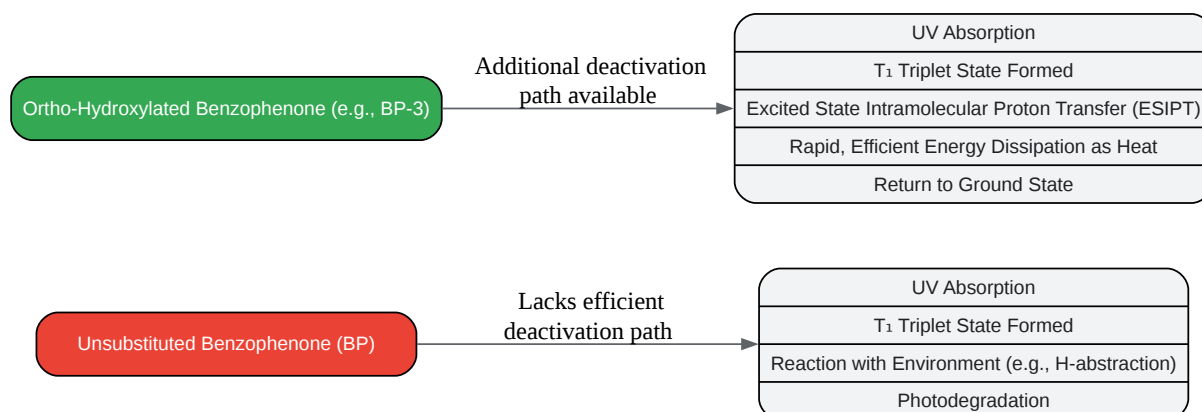 Ortho-Hydroxylated Benzophenone (e.g., BP-3)
Additional deactivation
path available
UV Absorption
T₁ Triplet State Formed
Excited State Intramolecular Proton Transfer (ESIPT)
Rapid, Efficient Energy Dissipation as Heat
Return to Ground State
Unsubstituted Benzophenone (BP)
Lacks efficient
deactivation path
UV Absorption
T₁ Triplet State Formed
Reaction with Environment (e.g., H-abstraction)
Photodegradation